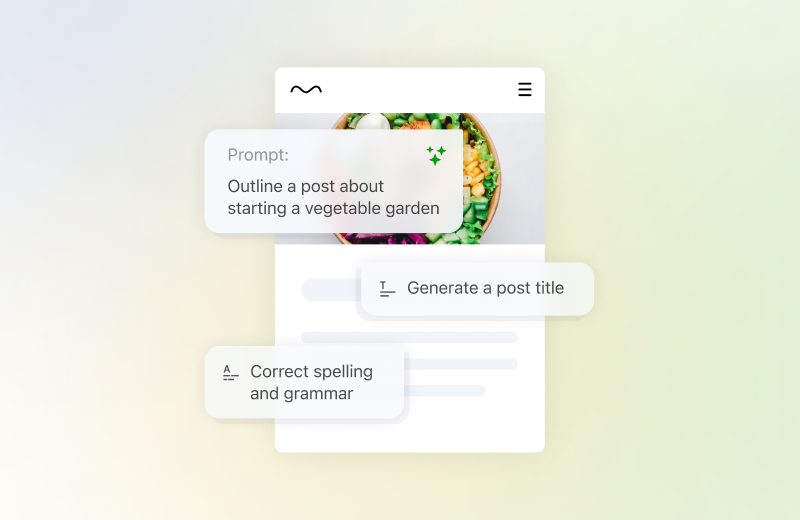 Prompt:
Outline a post about
starting a vegetable garden
Generate a post title
Correct spelling
and grammar